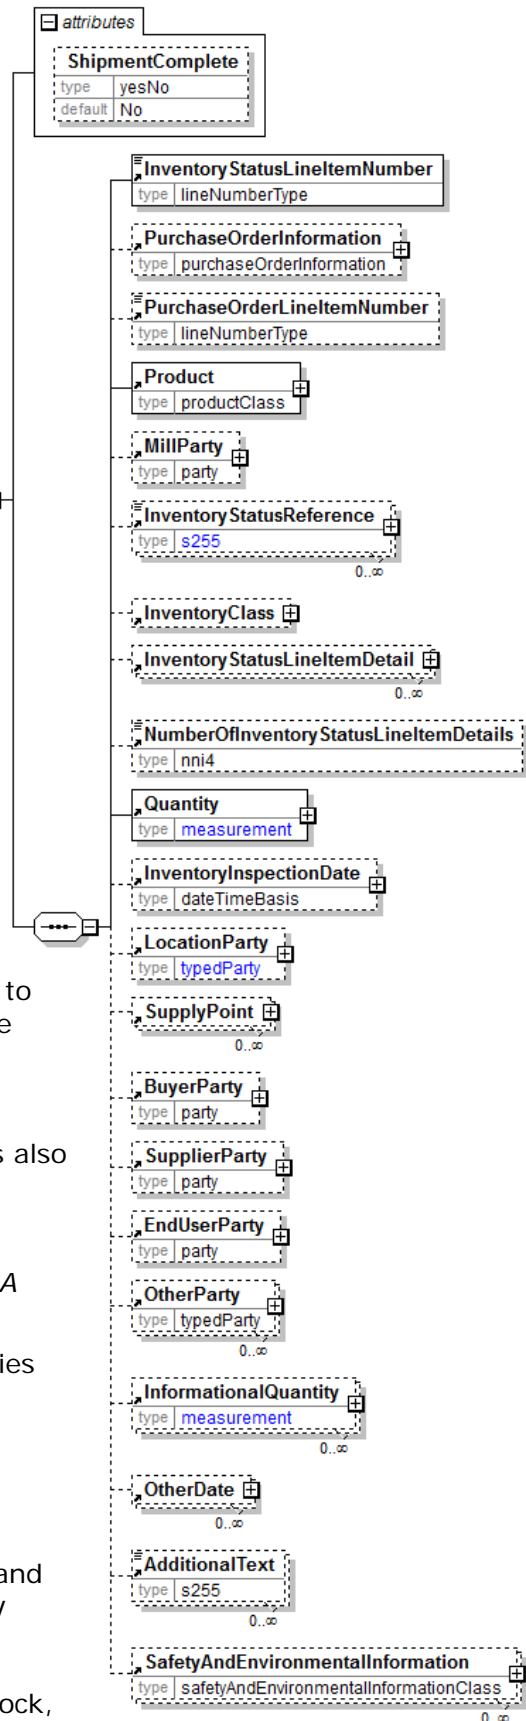 attributes
ShipmentComplete
type yesNo
default No
InventoryStatusLineItemNumber
type lineNumberType
PurchaseOrderInformation
type purchaseOrderInformation
PurchaseOrderLineItemNumber
type lineNumberType
Product
type productClass
MillParty
type party
InventoryStatusReference
type s255
0..∞
InventoryClass
InventoryStatusLineItemDetail
0..∞
NumberOfInventoryStatusLineItemDetails
type nni4
Quantity
type measurement
InventoryInspectionDate
type dateTimeBasis
LocationParty
type typedParty
to
e
SupplyPoint
0..∞
BuyerParty
type party
s also
SupplierParty
type party
EndUserParty
type party
A
OtherParty
type typedParty
0..∞
ies
InformationalQuantity
type measurement
0..∞
OtherDate
0..∞
and
AdditionalText
type s255
0..∞
SafetyAndEnvironmentalInformation
type safetyAndEnvironmentalInformationClass
ock,
0..∞